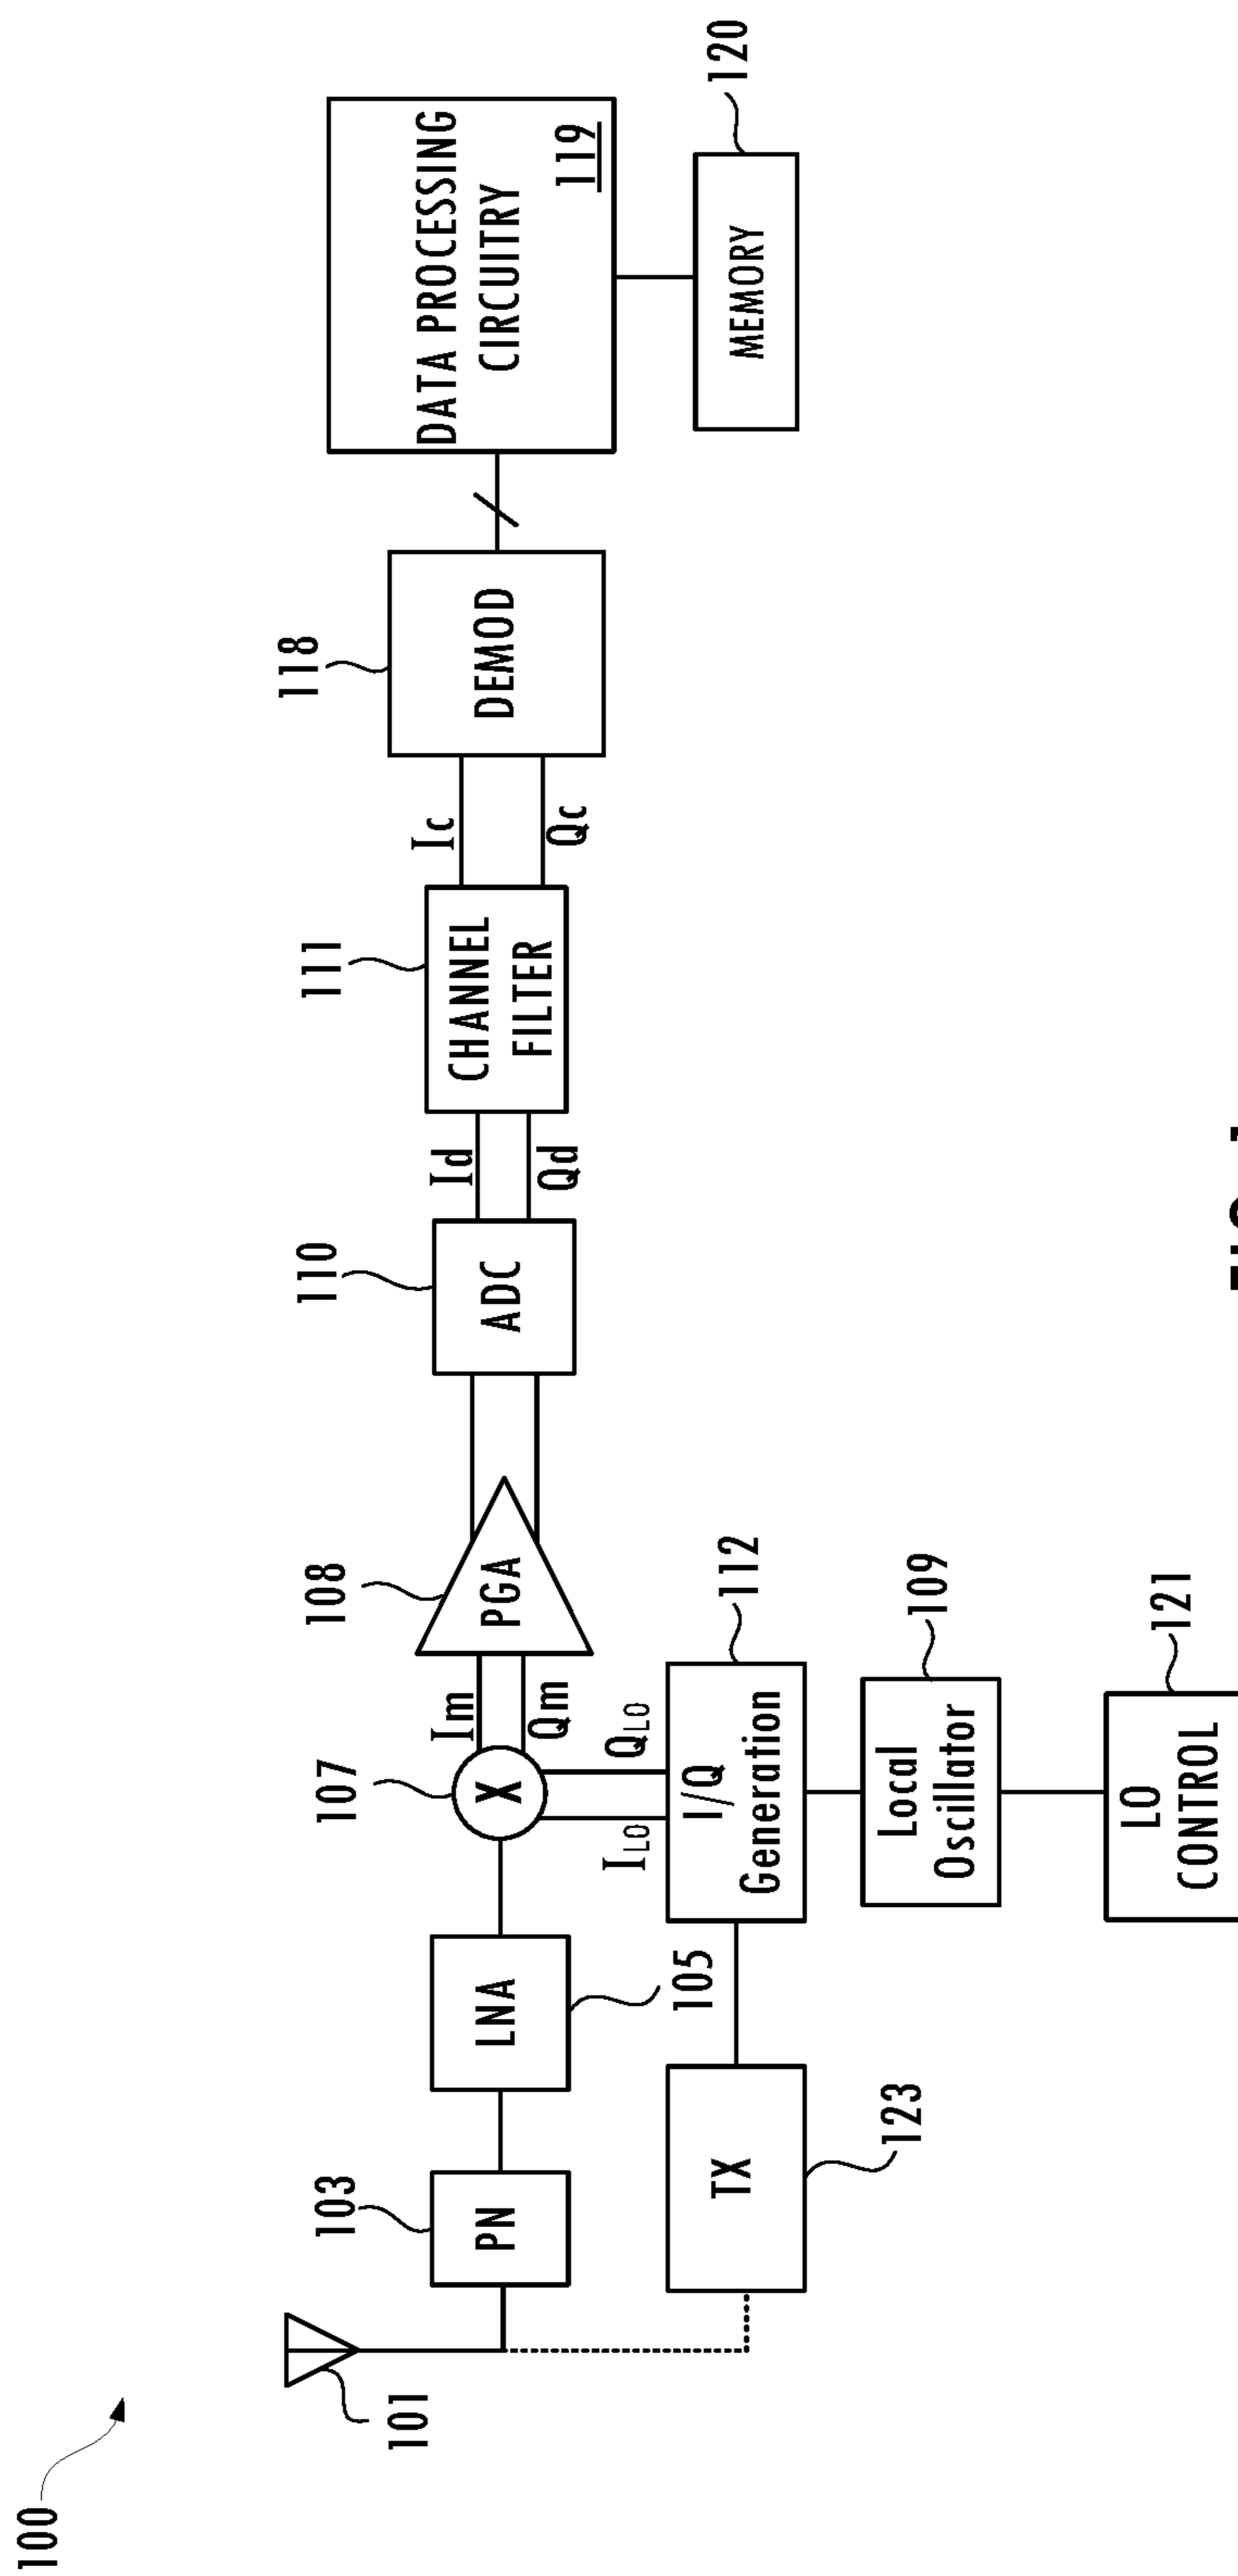 100
101
103
PN
LNA
105
107
X
Im
Qm
108
PGA
110
ADC
Id
Qd
111
CHANNEL
FILTER
Ic
Qc
118
DEMOD
DATA PROCESSING
CIRCUITRY
119
MEMORY
120
TX
123
ILO
QLO
I/Q
Generation
112
Local
Oscillator
109
LO
CONTROL
121